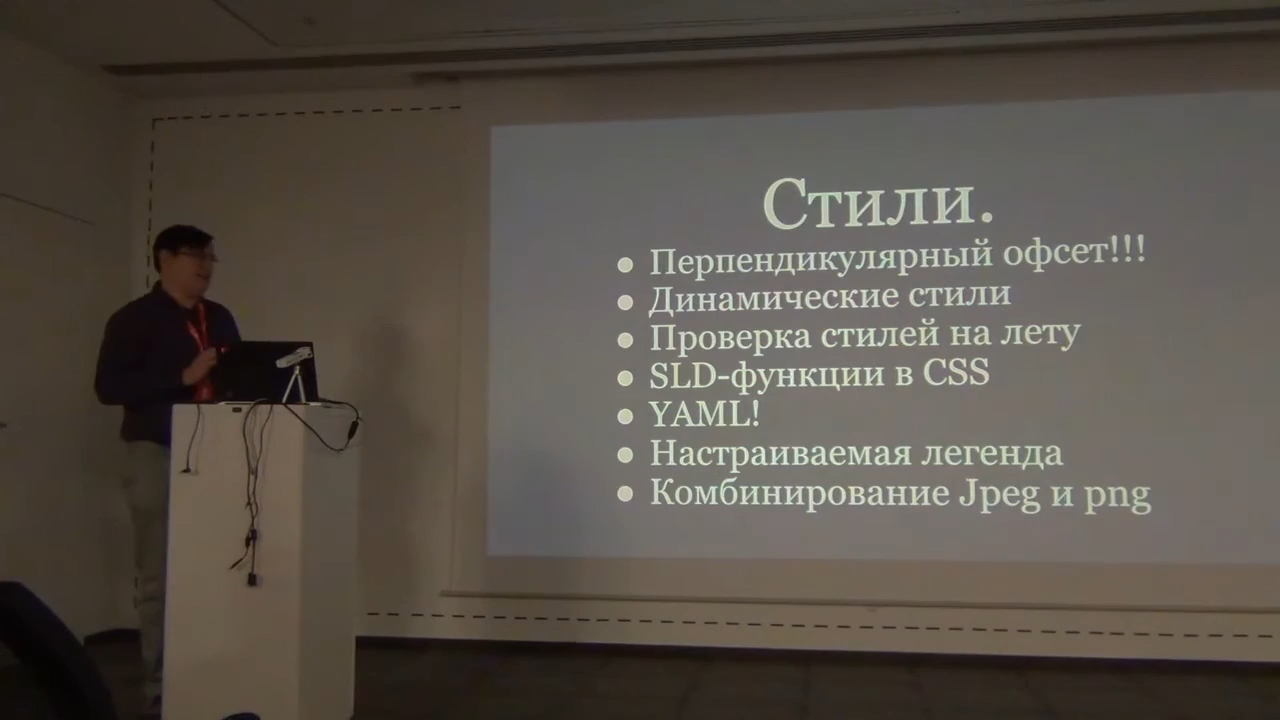 Стили.
● Перпендикулярный офсет!!!
● Динамические стили
● Проверка стилей на лету
● SLD-функции в CSS
● YAML!
● Настраиваемая легенда
● Комбинирование Jpeg и png